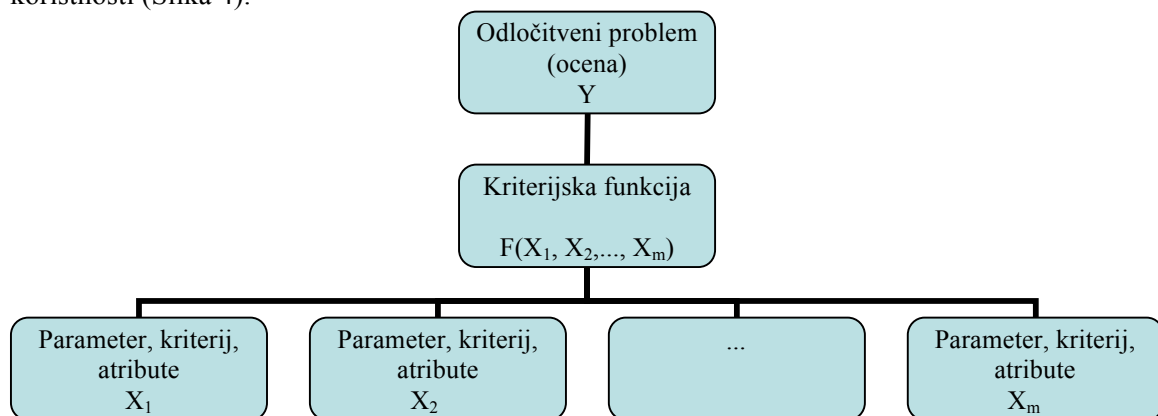 koristnosti (Slika 4).
Odločitveni problem
(ocena)
Y
Kriterijska funkcija
F(X₁, X₂,..., Xₘ)
Parameter, kriterij,
atribute
X₁
Parameter, kriterij,
atribute
X₂
...
Parameter, kriterij,
atribute
Xₘ